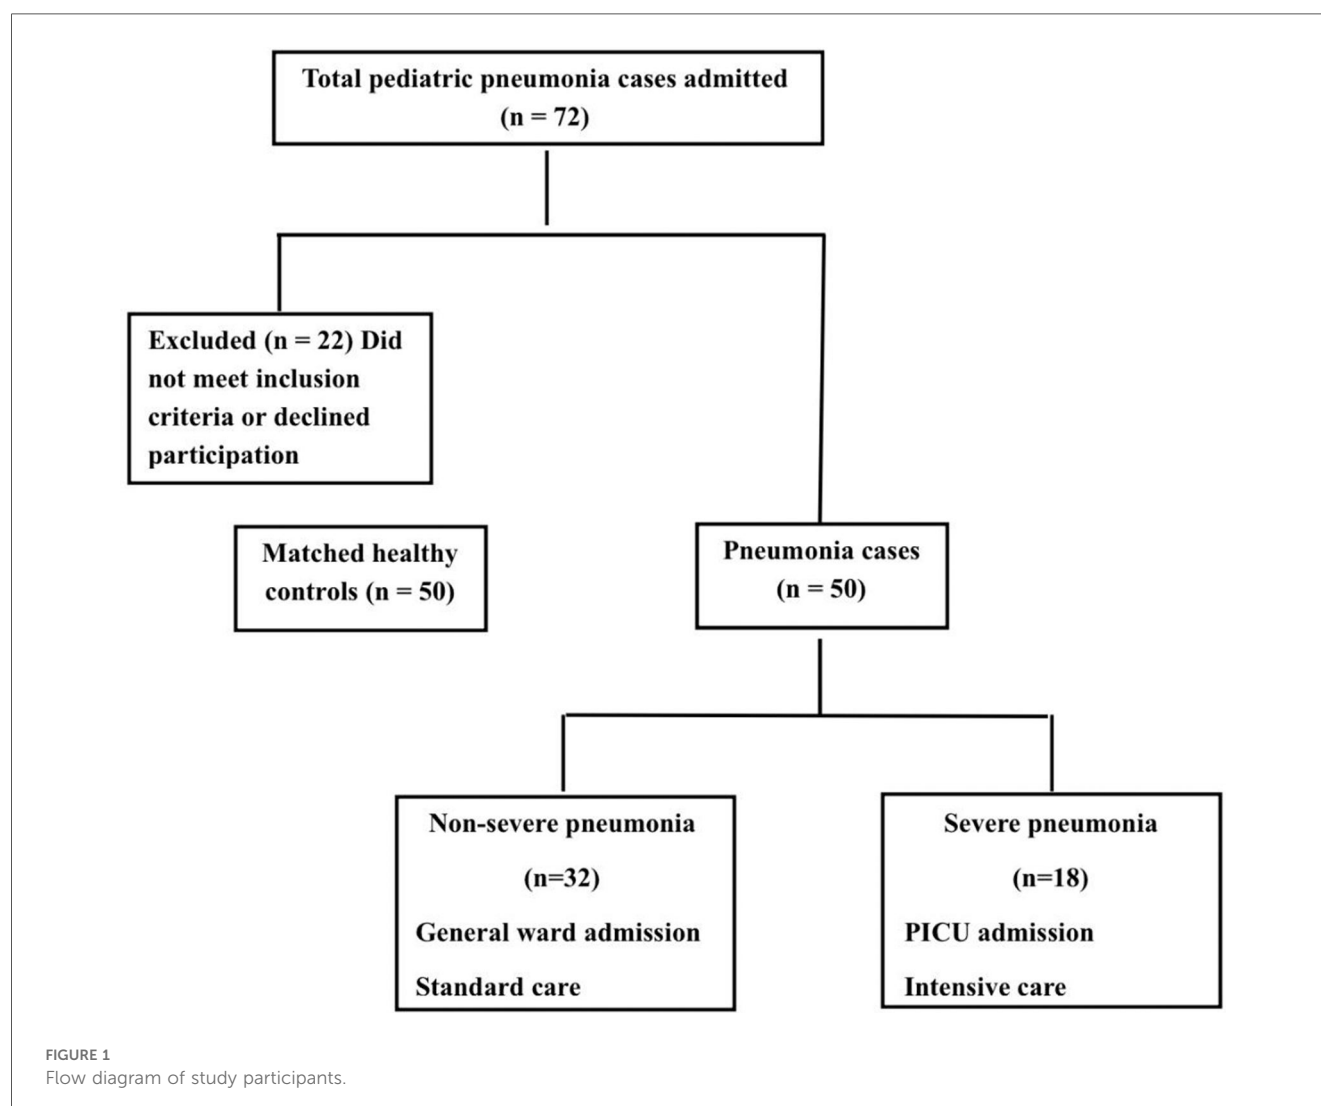 Total pediatric pneumonia cases admitted
(n = 72)
Excluded (n = 22) Did
not meet inclusion
criteria or declined
participation
Matched healthy
controls (n = 50)
Pneumonia cases
(n = 50)
Non-severe pneumonia
(n=32)
General ward admission
Standard care
Severe pneumonia
(n=18)
PICU admission
Intensive care
FIGURE 1
Flow diagram of study participants.